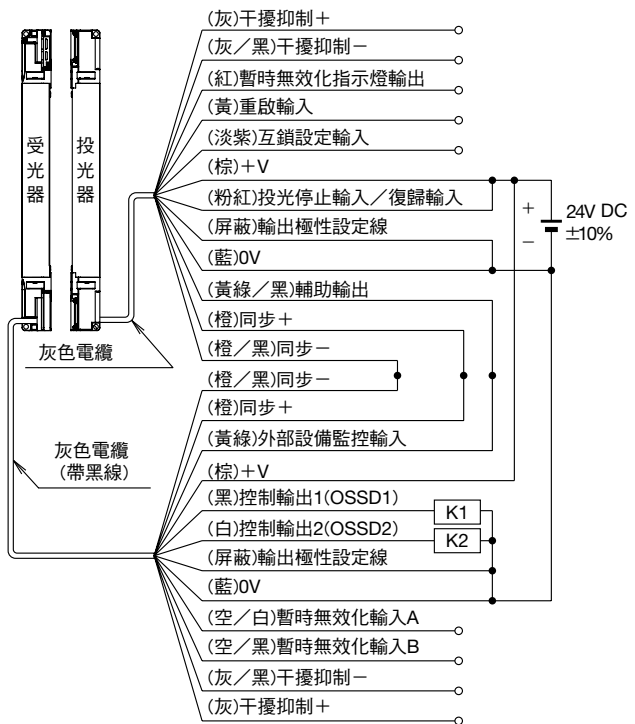 (灰)干擾抑制＋
(灰／黑)干擾抑制－
(紅)暫時無效化指示燈輸出
(黃)重啟輸入
(淡紫)互鎖設定輸入
(棕)＋V
(粉紅)投光停止輸入／復歸輸入
(屏蔽)輸出極性設定線
(藍)0V
(黃綠／黑)輔助輸出
(橙)同步＋
(橙／黑)同步－
(橙／黑)同步－
(橙)同步＋
(黃綠)外部設備監控輸入
(棕)＋V
(黑)控制輸出1(OSSD1)
(白)控制輸出2(OSSD2)
(屏蔽)輸出極性設定線
(藍)0V
(空／白)暫時無效化輸入A
(空／黑)暫時無效化輸入B
(灰／黑)干擾抑制－
(灰)干擾抑制＋
受光器
投光器
灰色電纜
灰色電纜
(帶黑線)
K1
K2
＋
－
24V DC
±10%